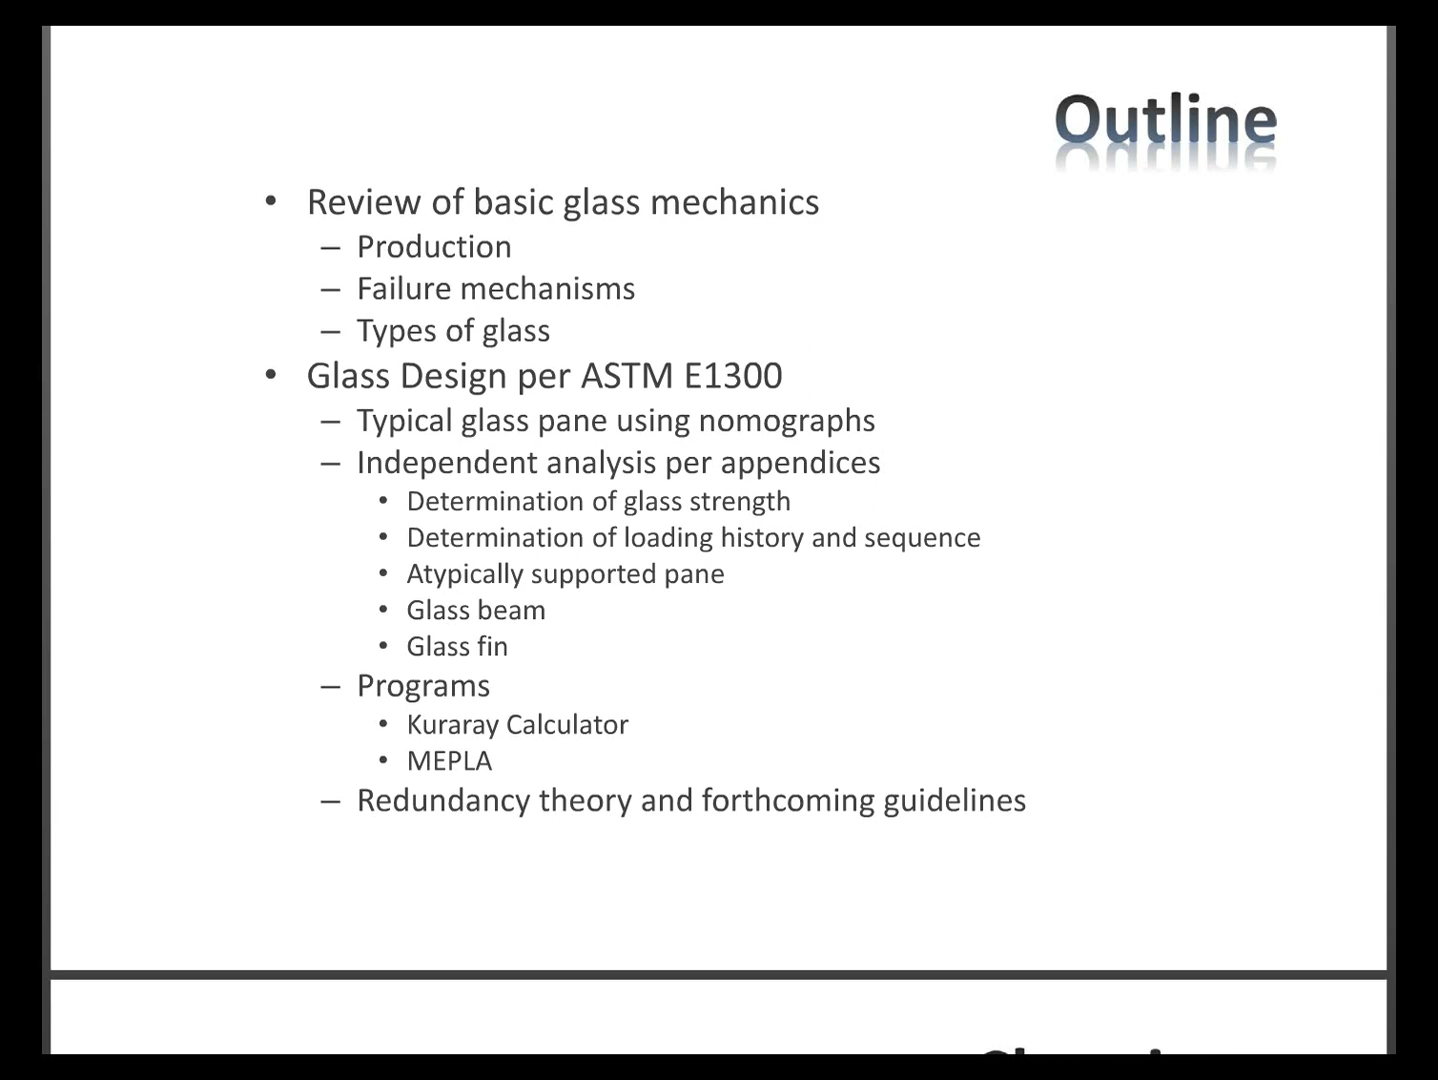 Outline
• Review of basic glass mechanics
– Production
– Failure mechanisms
– Types of glass
• Glass Design per ASTM E1300
– Typical glass pane using nomographs
– Independent analysis per appendices
• Determination of glass strength
• Determination of loading history and sequence
• Atypically supported pane
• Glass beam
• Glass fin
– Programs
• Kuraray Calculator
• MEPLA
– Redundancy theory and forthcoming guidelines